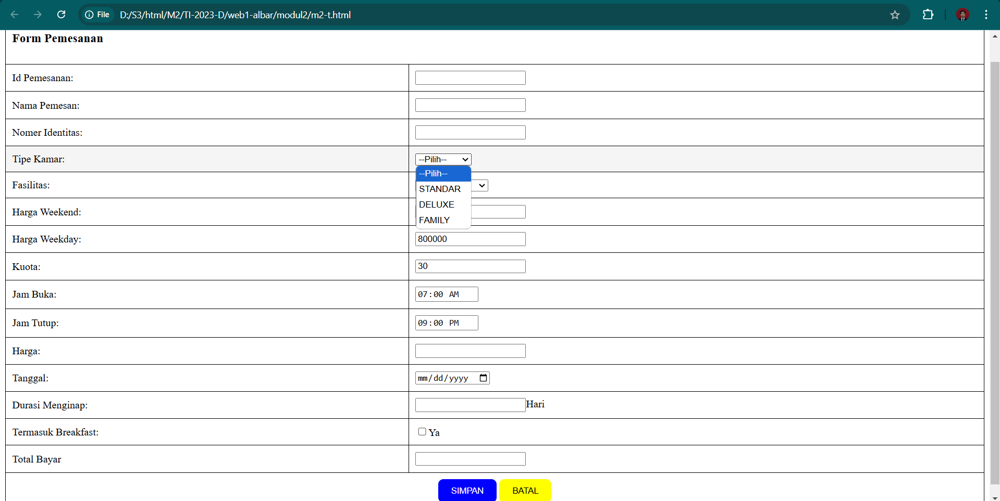 File D:/S3/html/M2/TI-2023-D/web1-albar/modul2/m2-t.html
Form Pemesanan
Id Pemesanan:
Nama Pemesan:
Nomer Identitas:
Tipe Kamar: --Pilih--
--Pilih--
STANDAR
DELUXE
FAMILY
Fasilitas:
Harga Weekend:
Harga Weekday: 800000
Kuota: 30
Jam Buka: 07:00 AM
Jam Tutup: 09:00 PM
Harga:
Tanggal: mm/dd/yyyy
Durasi Menginap: Hari
Termasuk Breakfast: Ya
Total Bayar
SIMPAN BATAL